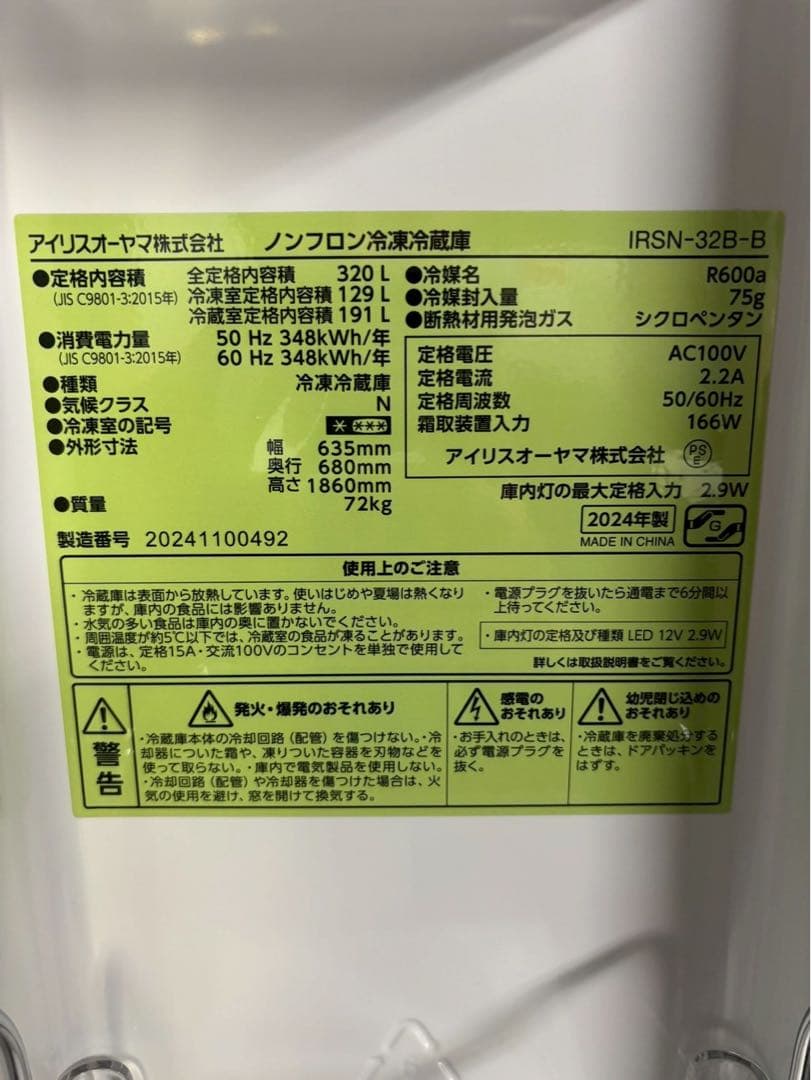 アイリスオーヤマ株式会社 ノンフロン冷凍冷蔵庫 IRSN-32B-B
●定格内容積 全定格内容積 320 L
(JIS C9801-3:2015年) 冷凍室定格内容積 129 L
冷蔵室定格内容積 191 L
●消費電力量 50 Hz 348kWh/年
(JIS C9801-3:2015年) 60 Hz 348kWh/年
●種類 冷凍冷蔵庫
●気候クラス N
●冷凍室の記号 * ***
●外形寸法 幅 635mm
奥行 680mm
高さ 1860mm
●質量 72kg
製造番号 20241100492
●冷媒名 R600a
●冷媒封入量 75g
●断熱材用発泡ガス シクロペンタン
定格電圧 AC100V
定格電流 2.2A
定格周波数 50/60Hz
霜取装置入力 166W
アイリスオーヤマ株式会社 PS E
庫内灯の最大定格入力 2.9W
2024年製
MADE IN CHINA
G
使用上のご注意
・冷蔵庫は表面から放熱しています。使いはじめや夏場は熱くなり
ますが、庫内の食品には影響ありません。
・水気の多い食品は庫内の奥に置かないでください。
・周囲温度が約5℃以下では、冷蔵室の食品が凍ることがあります。
・電源は、定格15A・交流100Vのコンセントを単独で使用して
ください。
・電源プラグを抜いたら通電まで6分間以
上待ってください。
・庫内灯の定格及び種類 LED 12V 2.9W
詳しくは取扱説明書をご覧ください。
警告
発火・爆発のおそれあり
・冷蔵庫本体の冷却回路（配管）を傷つけない。・冷
却器についた霜や、凍りついた容器を刃物などを
使って取らない。・庫内で電気製品を使用しない。
・冷却回路（配管）や冷却器を傷つけた場合は、火
気の使用を避け、窓を開けて換気する。
感電の
おそれあり
・お手入れのときは、
必ず電源プラグを
抜く。
幼児閉じ込めの
おそれあり
・冷蔵庫を廃棄処分する
ときは、ドアパッキンを
はずす。